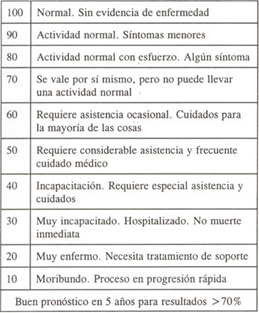 100 Normal. Sin evidencia de enfermedad
90 Actividad normal. Síntomas menores
80 Actividad normal con esfuerzo. Algún síntoma
70 Se vale por sí mismo, pero no puede llevar
una actividad normal
60 Requiere asistencia ocasional. Cuidados para
la mayoría de las cosas
50 Requiere considerable asistencia y frecuente
cuidado médico
40 Incapacitación. Requiere especial asistencia y
cuidados
30 Muy incapacitado. Hospitalizado. No muerte
inmediata
20 Muy enfermo. Necesita tratamiento de soporte
10 Moribundo. Proceso en progresión rápida
Buen pronóstico en 5 años para resultados >70%